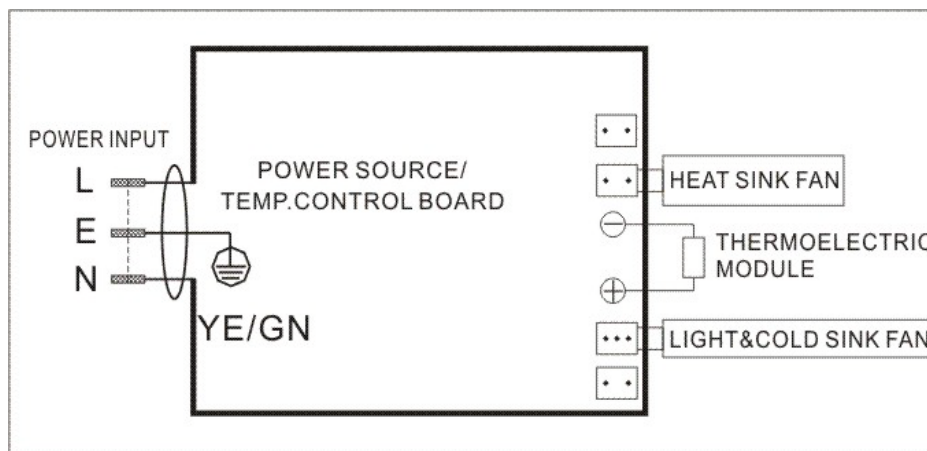 POWER INPUT
L
E
N
YE/GN
POWER SOURCE/
TEMP.CONTROL BOARD
HEAT SINK FAN
THERMOELECTRIC
MODULE
LIGHT&COLD SINK FAN